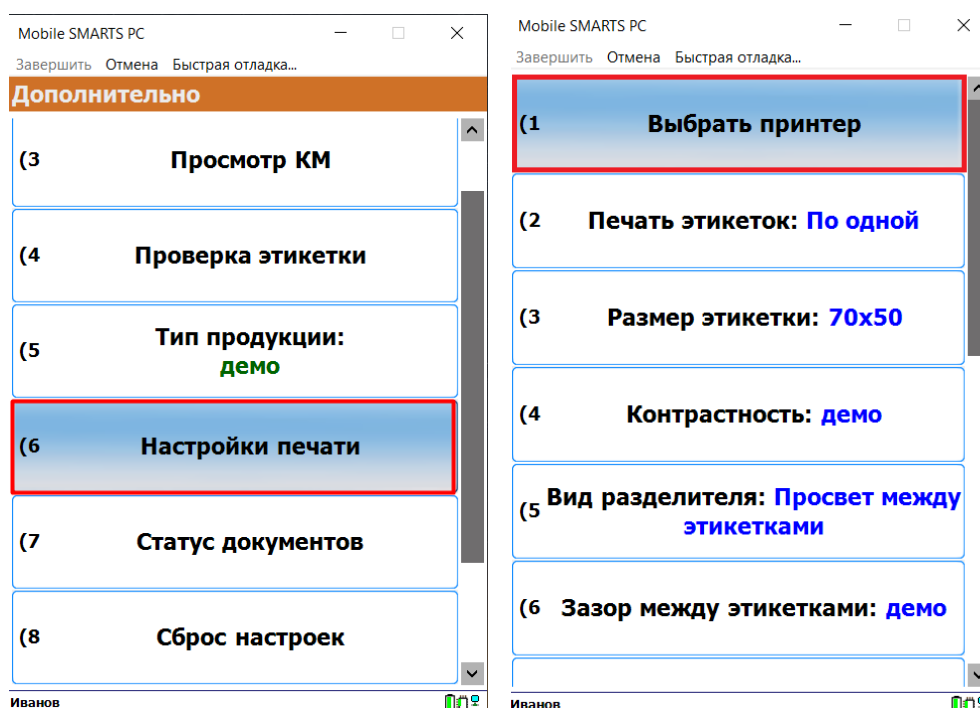 Mobile SMARTS PC
Завершить Отмена Быстрая отладка...
Дополнительно
(3 Просмотр КМ
(4 Проверка этикетки
(5 Тип продукции:
демо
(6 Настройки печати
(7 Статус документов
(8 Сброс настроек
Иванов
Mobile SMARTS PC
Завершить Отмена Быстрая отладка...
(1 Выбрать принтер
(2 Печать этикеток: По одной
(3 Размер этикетки: 70x50
(4 Контрастность: демо
(5 Вид разделителя: Просвет между
этикетками
(6 Зазор между этикетками: демо
Иванов